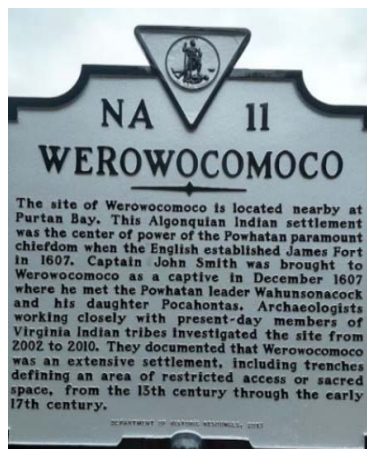 NA 11
WEROWOCOMOCO
The site of Werowocomoco is located nearby at
Purtan Bay. This Algonquian Indian settlement
was the center of power of the Powhatan paramount
chiefdom when the English established James Fort
in 1607. Captain John Smith was brought to
Werowocomoco as a captive in December 1607
where he met the Powhatan leader Wahunsonacock
and his daughter Pocahontas. Archaeologists
working closely with present-day members of
Virginia Indian tribes investigated the site from
2002 to 2010. They documented that Werowocomoco
was an extensive settlement, including trenches
defining an area of restricted access or sacred
space, from the 13th century through the early
17th century.
DEPARTMENT OF HISTORIC RESOURCES, 2013